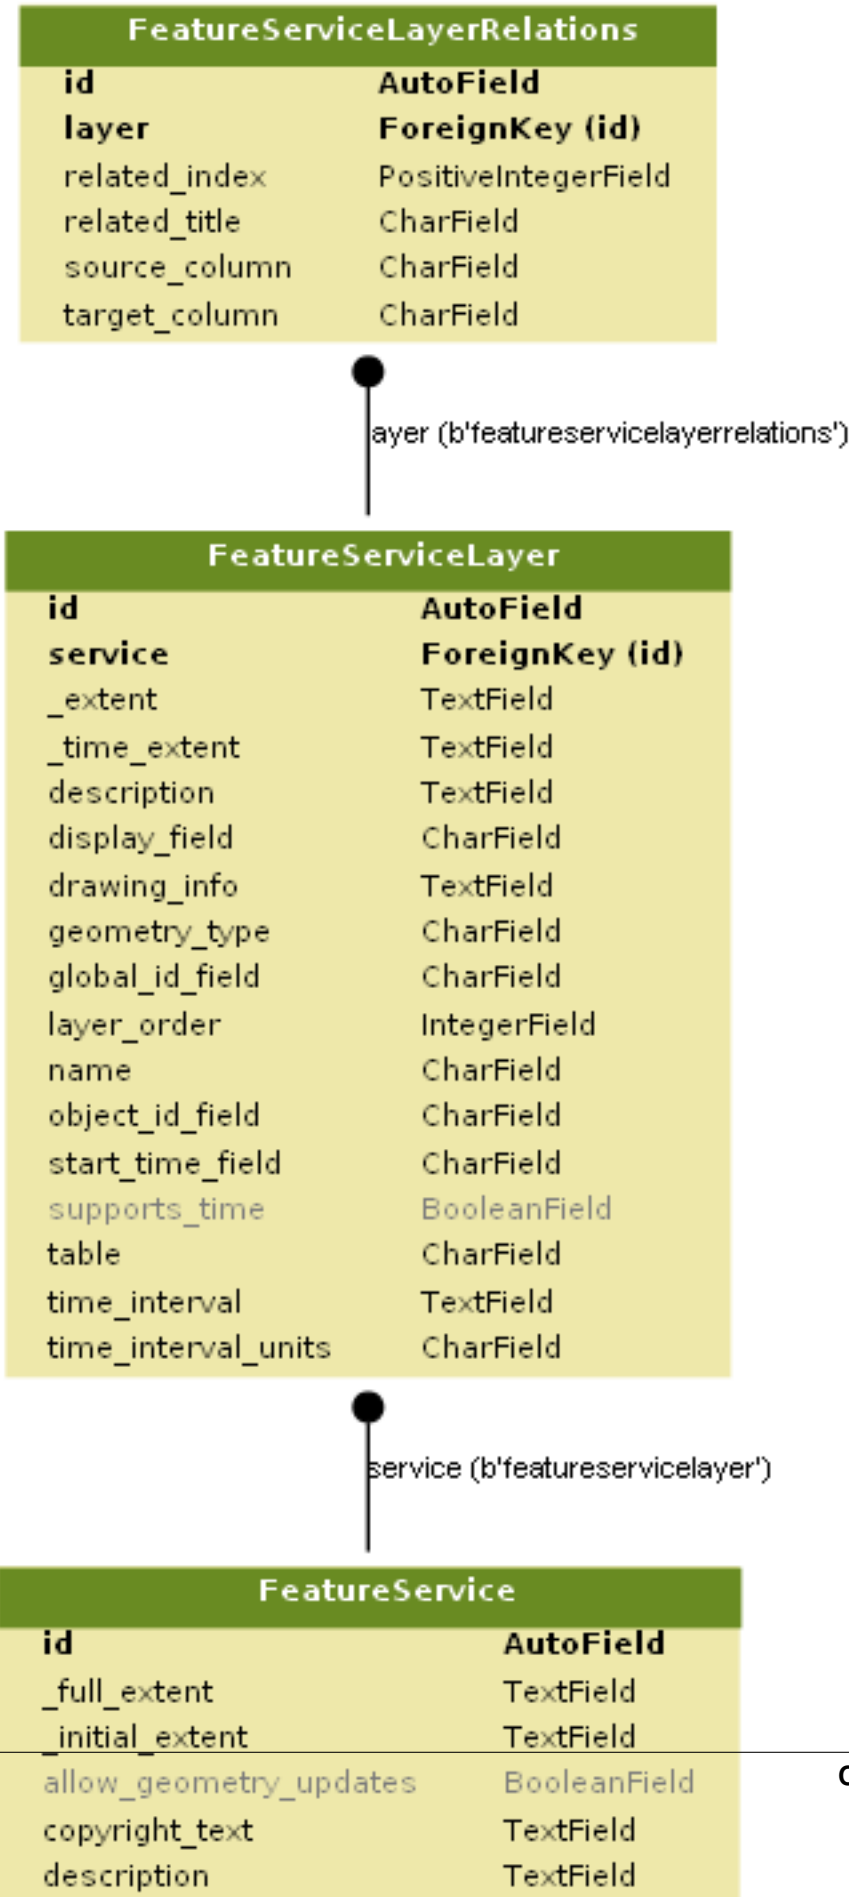 FeatureServiceLayerRelations
id AutoField
layer ForeignKey (id)
related_index PositiveIntegerField
related_title CharField
source_column CharField
target_column CharField
ayer (b'featureservicelayerrelations')
FeatureServiceLayer
id AutoField
service ForeignKey (id)
_extent TextField
_time_extent TextField
description TextField
display_field CharField
drawing_info TextField
geometry_type CharField
global_id_field CharField
layer_order IntegerField
name CharField
object_id_field CharField
start_time_field CharField
supports_time BooleanField
table CharField
time_interval TextField
time_interval_units CharField
service (b'featureservicelayer')
FeatureService
id AutoField
_full_extent TextField
_initial_extent TextField
allow_geometry_updates BooleanField
copyright_text TextField
description TextField